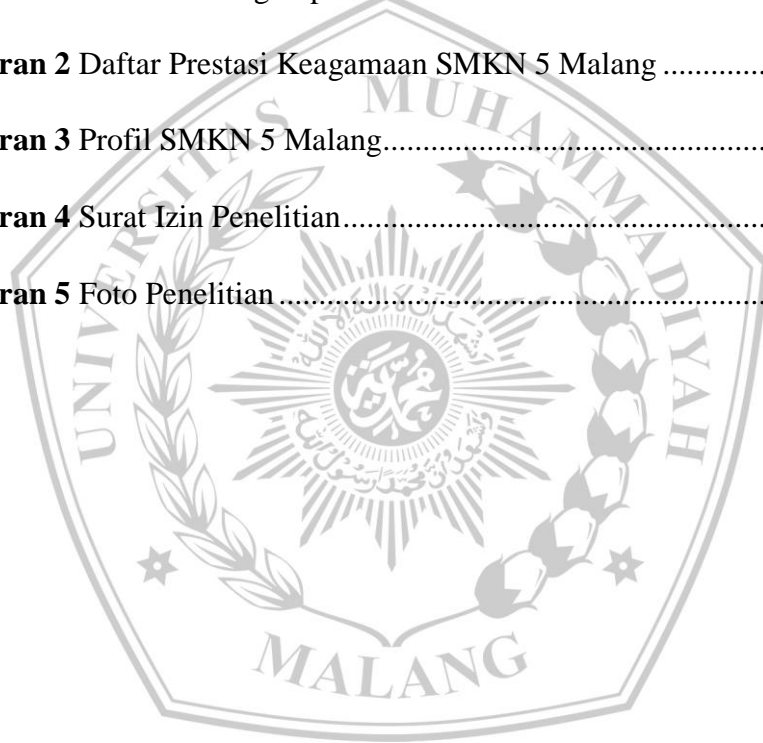 ran 2 Daftar Prestasi Keagamaan SMKN 5 Malang .............
ran 3 Profil SMKN 5 Malang.................................................
ran 4 Surat Izin Penelitian......................................................
ran 5 Foto Penelitian ..............................................................
UNIVERSITAS MUHAMMADIYAH
MALANG